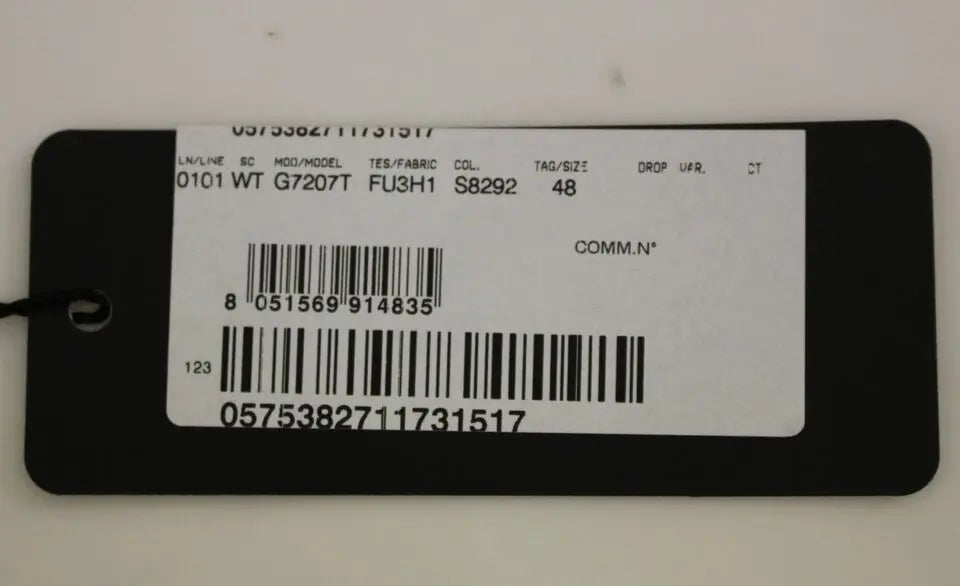 0575382711731517
LN/LINE SC MOD/MODEL TES/FABRIC COL. TAG/SIZE DROP VAR. CT
0101 WT G7207T FU3H1 S8292 48
COMM.N°
8 051569 914835
123
0575382711731517